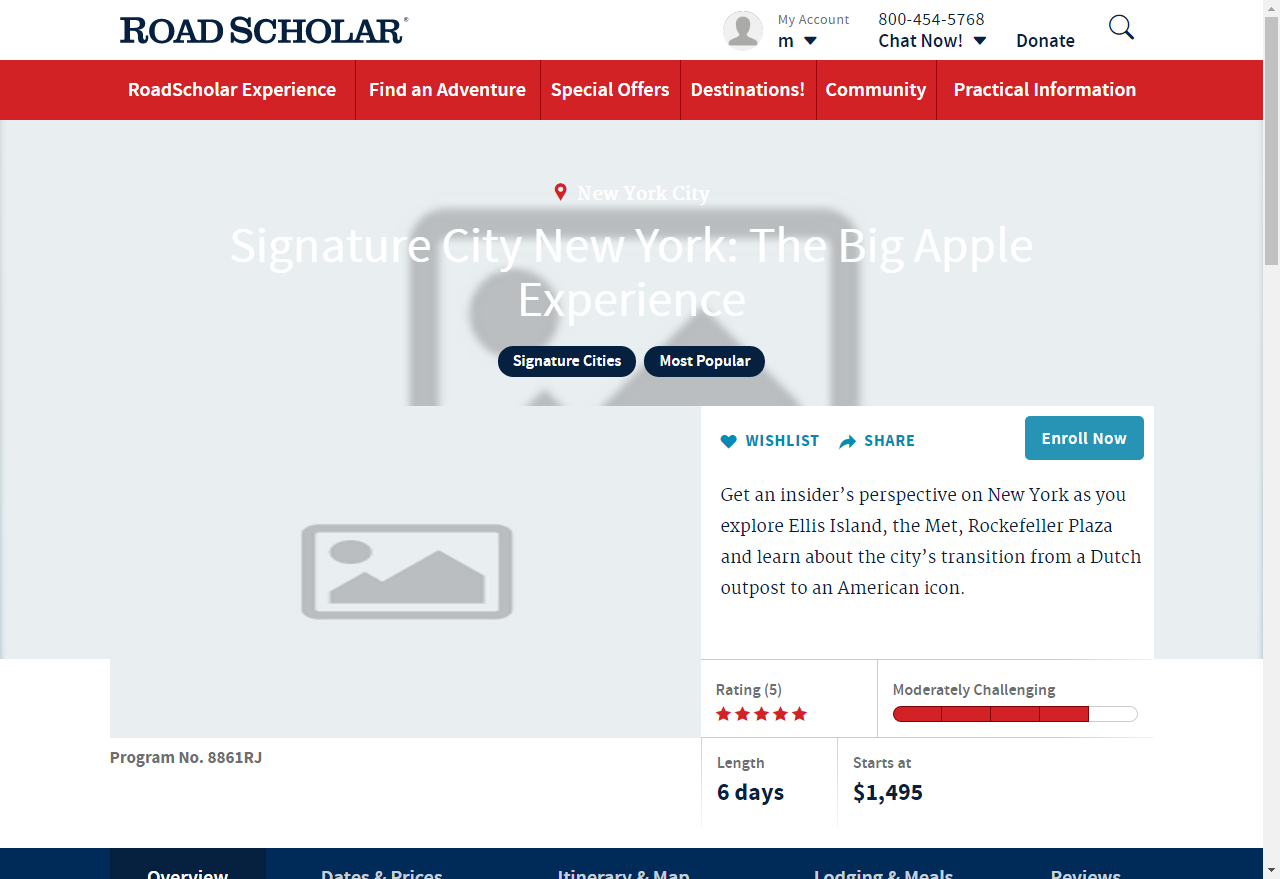 ROAD SCHOLAR®
My Account
m
800-454-5768
Chat Now!
Donate
RoadScholar Experience
Find an Adventure
Special Offers
Destinations!
Community
Practical Information
New York City
Signature City New York: The Big Apple
Experience
Signature Cities
Most Popular
WISHLIST
SHARE
Enroll Now
Get an insider’s perspective on New York as you
explore Ellis Island, the Met, Rockefeller Plaza
and learn about the city’s transition from a Dutch
outpost to an American icon.
Rating (5)
Moderately Challenging
Program No. 8861RJ
Length
6 days
Starts at
$1,495
Overview
Dates & Prices
Itinerary & Map
Lodging & Meals
Reviews